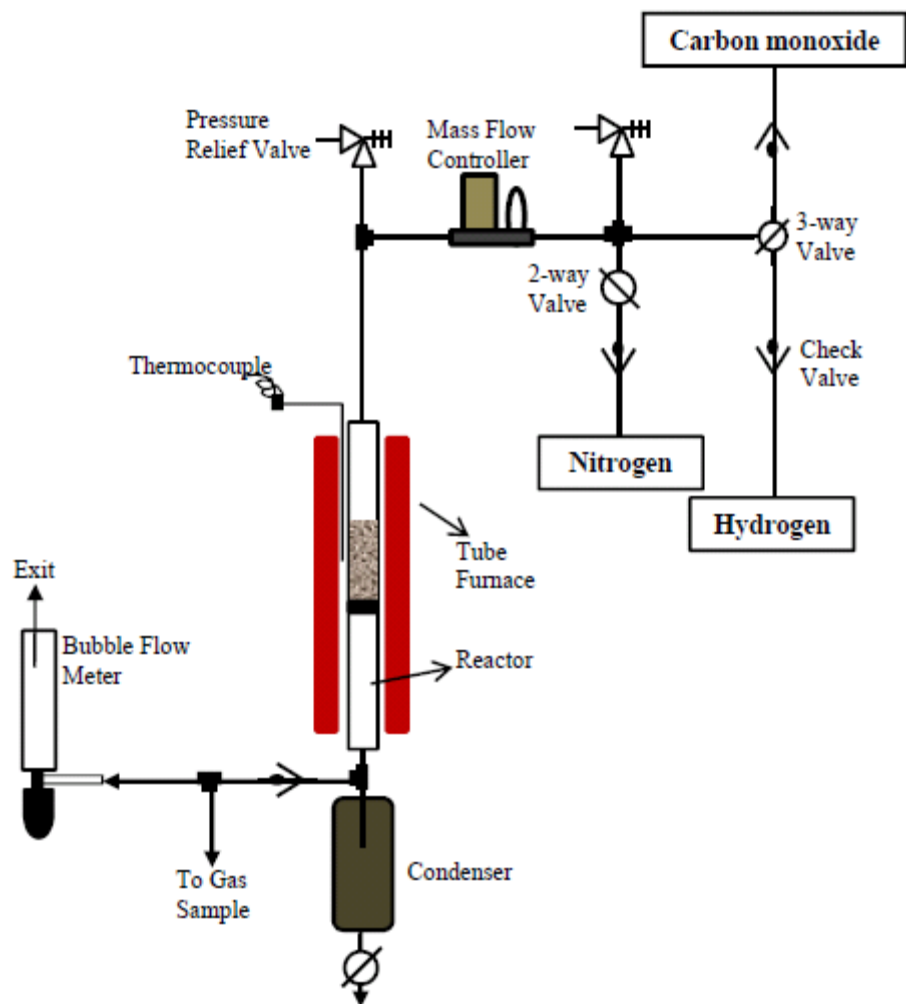 Carbon monoxide
Pressure
Relief Valve
Mass Flow
Controller
3-way
Valve
2-way
Valve
Check
Valve
Thermocouple
Nitrogen
Hydrogen
Tube
Furnace
Exit
Bubble Flow
Meter
Reactor
To Gas
Sample
Condenser